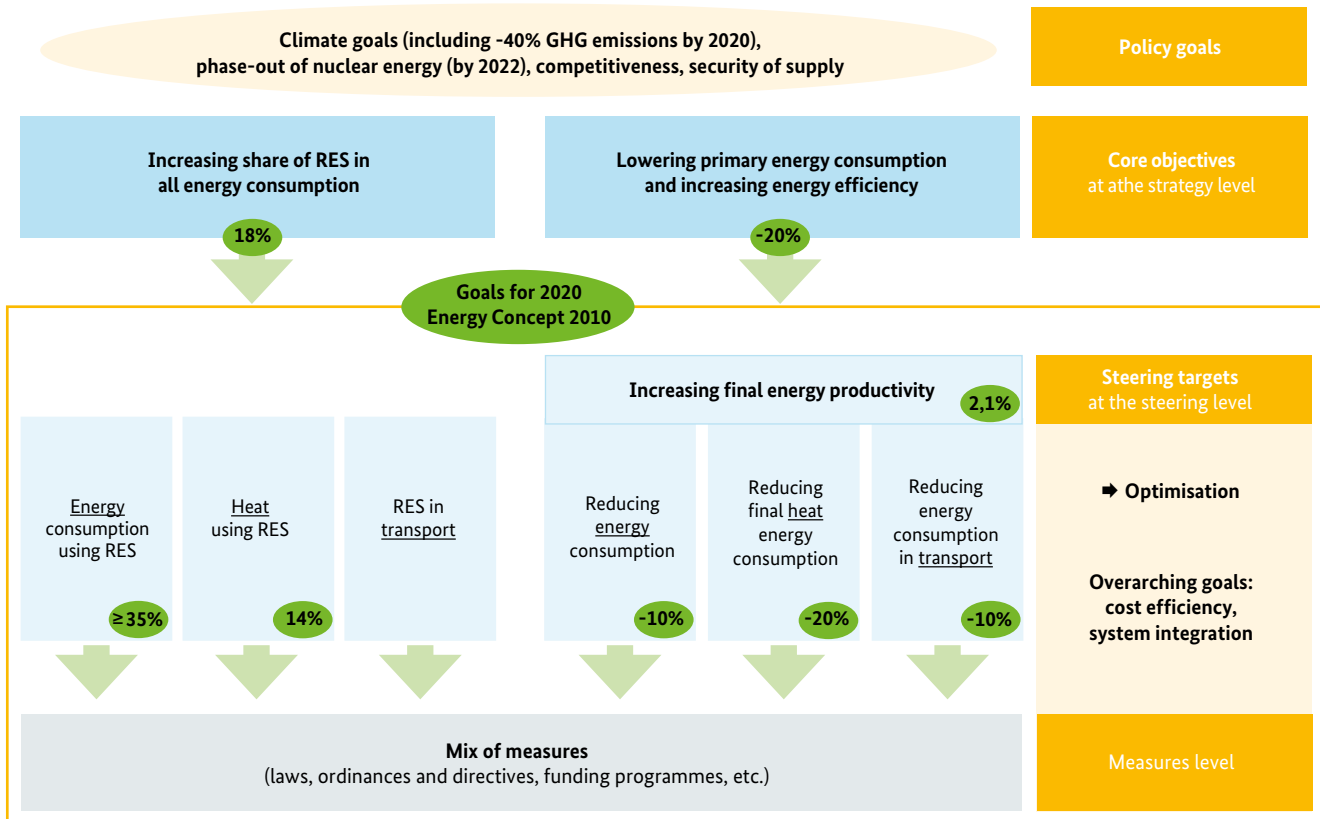 Climate goals (including -40% GHG emissions by 2020),
phase-out of nuclear energy (by 2022), competitiveness, security of supply
Policy goals
Increasing share of RES in
all energy consumption
18%
Lowering primary energy consumption
and increasing energy efficiency
-20%
Core objectives
at athe strategy level
Goals for 2020
Energy Concept 2010
Increasing final energy productivity
2,1%
Steering targets
at the steering level
Energy
consumption
using RES
≥35%
Heat
using RES
14%
RES in
transport
Reducing
energy
consumption
-10%
Reducing
final heat
energy
consumption
-20%
Reducing
energy
consumption
in transport
-10%
➡ Optimisation
Overarching goals:
cost efficiency,
system integration
Mix of measures
(laws, ordinances and directives, funding programmes, etc.)
Measures level